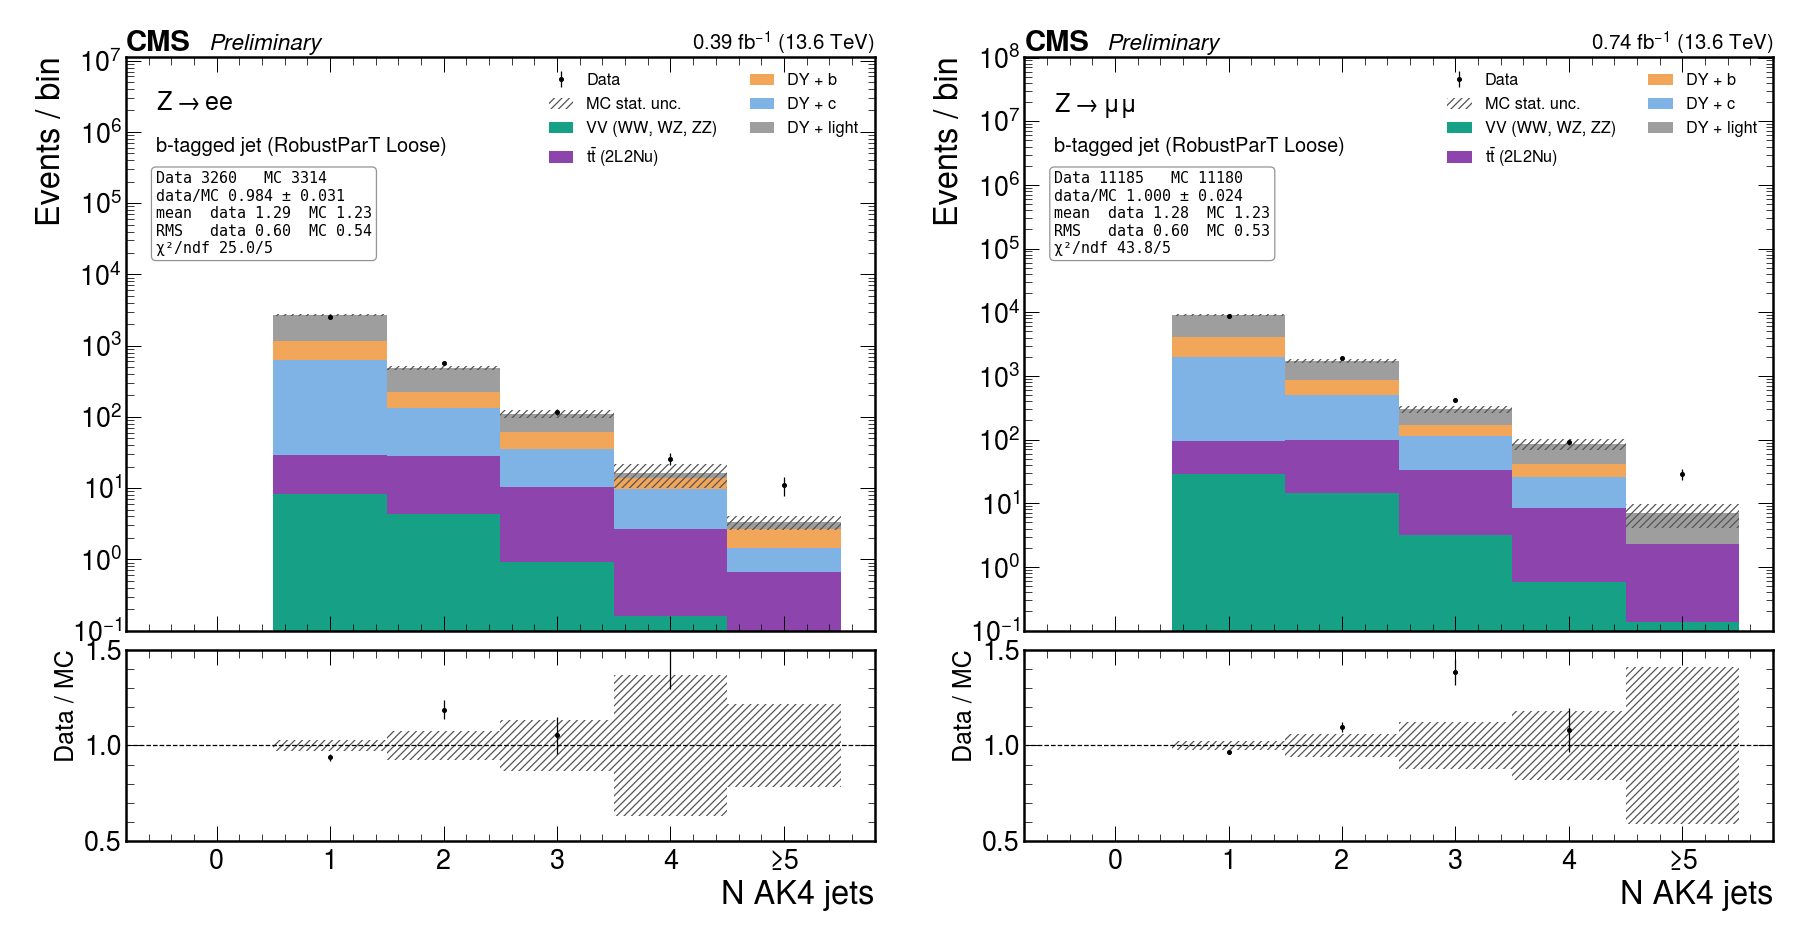 CMS Preliminary 0.39 fb⁻¹ (13.6 TeV)
Events / bin
10⁷
10⁶
10⁵
10⁴
10³
10²
10¹
10⁰
10⁻¹
Z→ee
b-tagged jet (RobustParT Loose)
Data 3260 MC 3314
data/MC 0.984 ± 0.031
mean data 1.29 MC 1.23
RMS data 0.60 MC 0.54
χ²/ndf 25.0/5
Data
MC stat. unc.
VV (WW, WZ, ZZ)
tt̄ (2L2Nu)
DY + b
DY + c
DY + light
Data / MC
1.5
1.0
0.5
0 1 2 3 4 ≥5
N AK4 jets
CMS Preliminary 0.74 fb⁻¹ (13.6 TeV)
Events / bin
10⁸
10⁷
10⁶
10⁵
10⁴
10³
10²
10¹
10⁰
10⁻¹
Z→μμ
b-tagged jet (RobustParT Loose)
Data 11185 MC 11180
data/MC 1.000 ± 0.024
mean data 1.28 MC 1.23
RMS data 0.60 MC 0.53
χ²/ndf 43.8/5
Data
MC stat. unc.
VV (WW, WZ, ZZ)
tt̄ (2L2Nu)
DY + b
DY + c
DY + light
Data / MC
1.5
1.0
0.5
0 1 2 3 4 ≥5
N AK4 jets